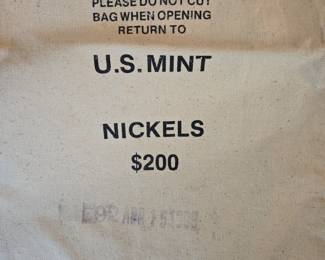 PLEASE DO NOT CUT
BAG WHEN OPENING
RETURN TO
U.S. MINT
NICKELS
$200